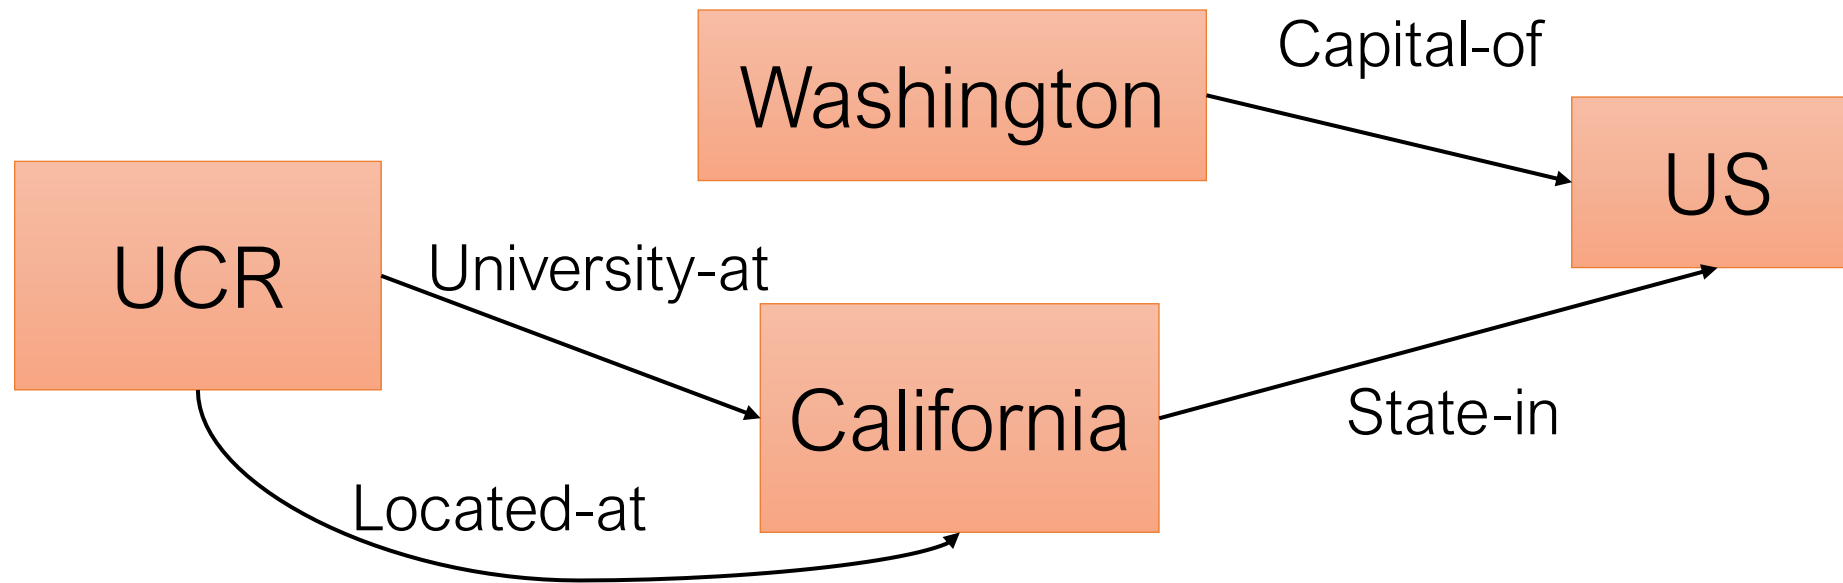 Capital-of
Washington
US
UCR
University-at
California
State-in
Located-at